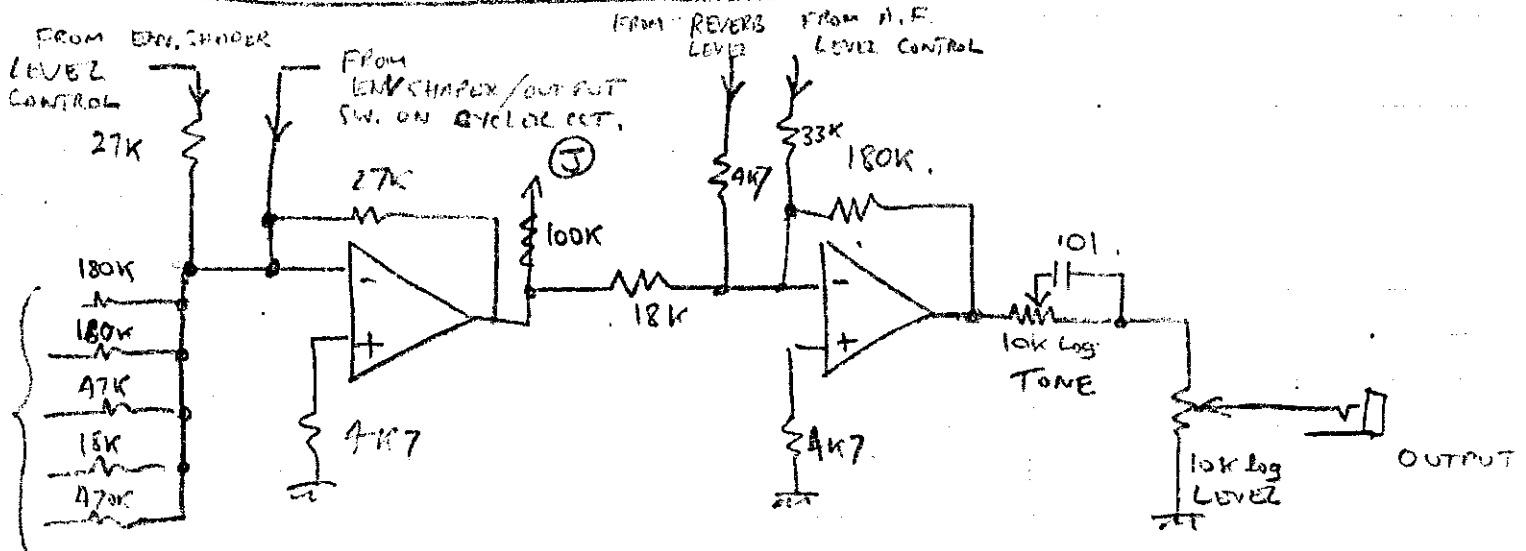 FROM ENV. SHAPER
LEVEL
CONTROL
27K
FROM
ENV SHAPER/OUTPUT
SW. ON CCT.
J
27K
100K
FROM REVERB
LEVEL
FROM
LEVEL CONTROL
33K
4K7
180K.
180K
180K
47K
18K
470K
-
+
4K7
18K
-
+
4K7
10K Log
TONE
10K log
LEVEL
OUTPUT